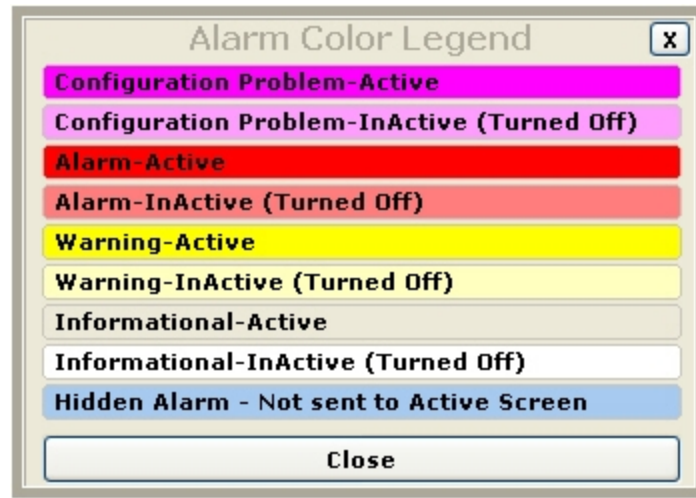 Alarm Color Legend
X
Configuration Problem-Active
Configuration Problem-InActive (Turned Off)
Alarm-Active
Alarm-InActive (Turned Off)
Warning-Active
Warning-InActive (Turned Off)
Informational-Active
Informational-InActive (Turned Off)
Hidden Alarm - Not sent to Active Screen
Close